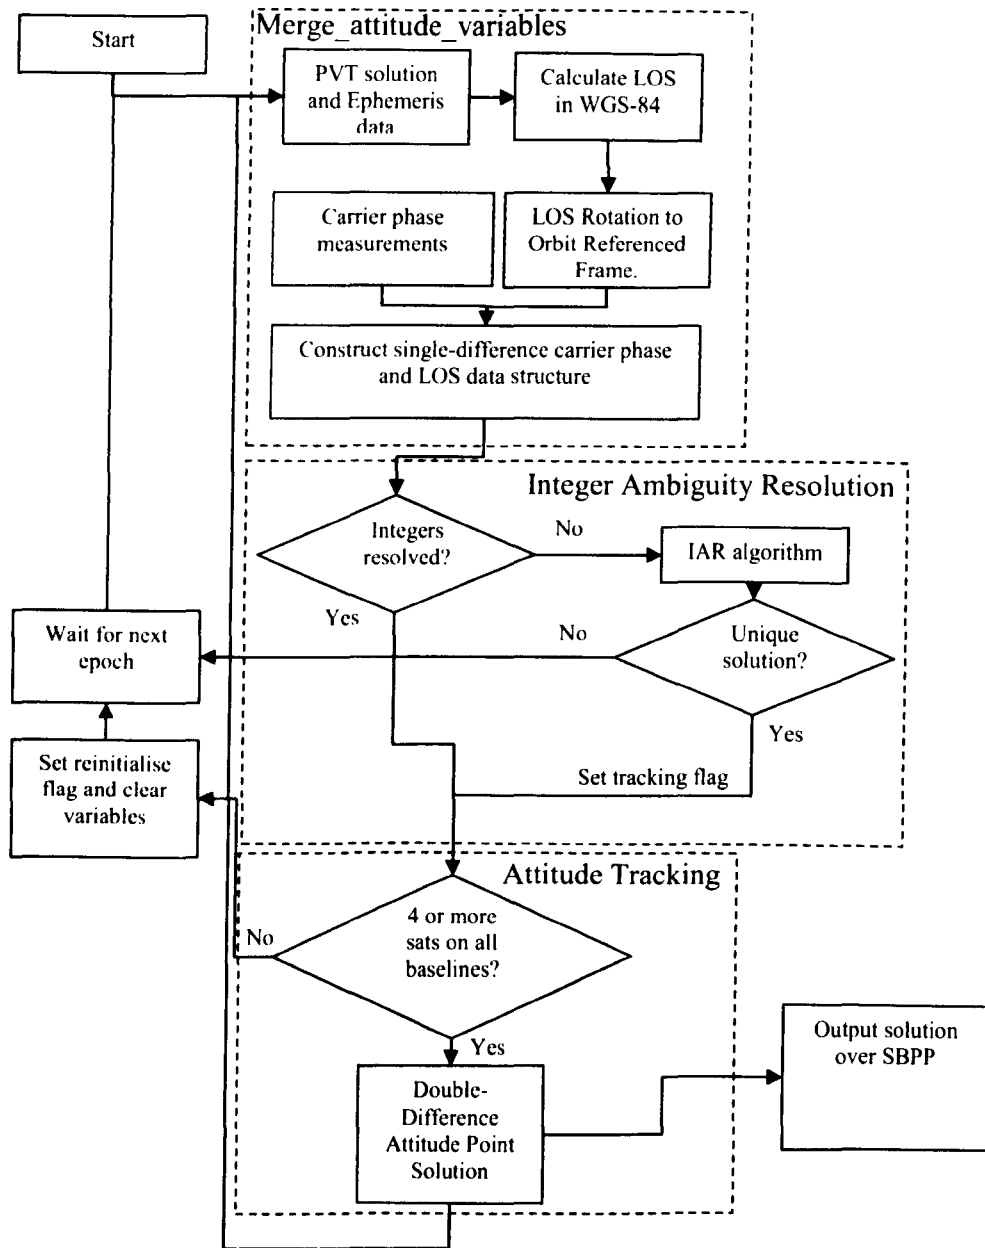 Start
Merge_attitude_variables
PVT solution
and Ephemeris
data
Calculate LOS
in WGS-84
Carrier phase
measurements
LOS Rotation to
Orbit Referenced
Frame.
Construct single-difference carrier phase
and LOS data structure
Integer Ambiguity Resolution
Integers
resolved?
No
IAR algorithm
Yes
Wait for next
epoch
No
Unique
solution?
Yes
Set reinitialise
flag and clear
variables
Set tracking flag
Attitude Tracking
4 or more
sats on all
baselines?
No
Yes
Double-
Difference
Attitude Point
Solution
Output solution
over SBPP